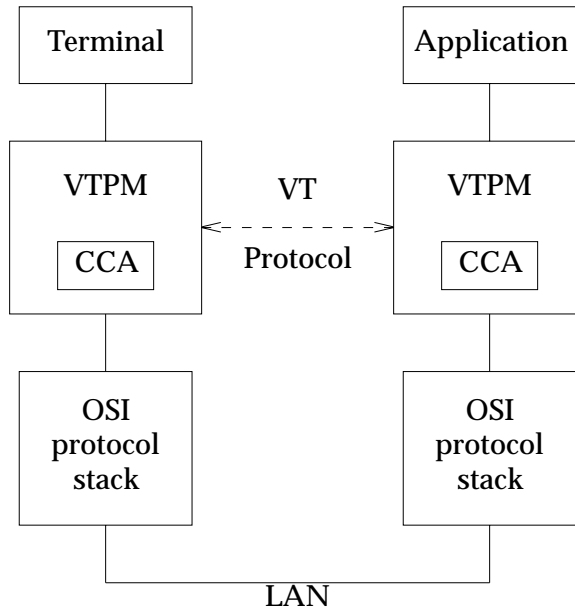 Terminal
Application
VTPM
VT
VTPM
Protocol
CCA
CCA
OSI
protocol
stack
OSI
protocol
stack
LAN